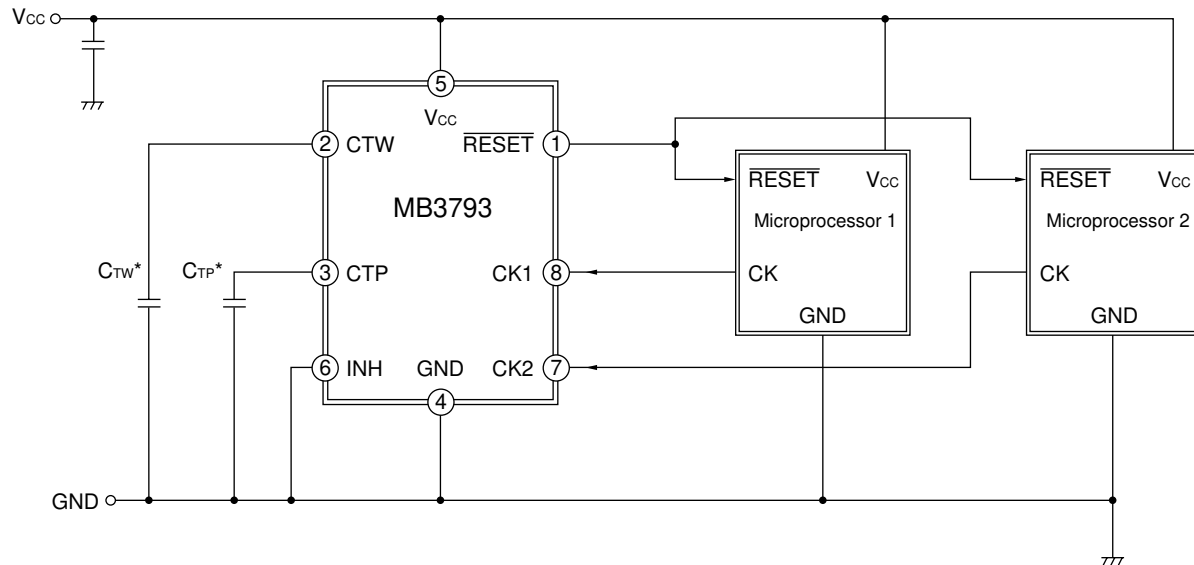 VCC
5
VCC
2 CTW
RESET 1
MB3793
RESET VCC
Microprocessor 1
CK
GND
RESET VCC
Microprocessor 2
CK
GND
CTW*
CTP*
3 CTP
CK1 8
6 INH
GND
CK2 7
4
GND